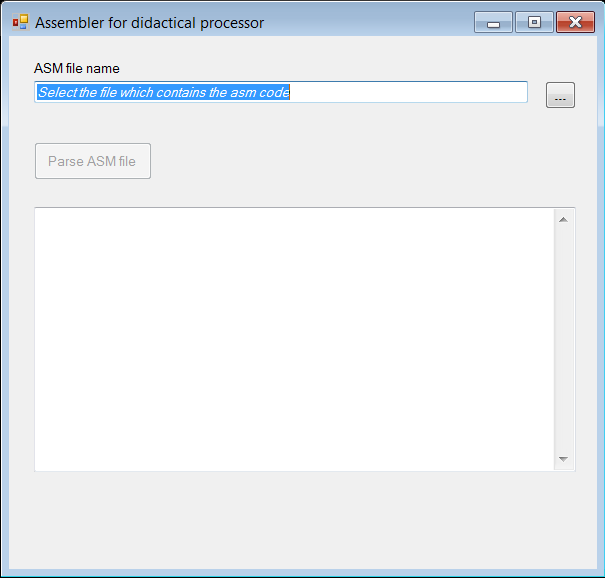 Assembler for didactical processor
ASM file name
Select the file which contains the asm code
...
Parse ASM file